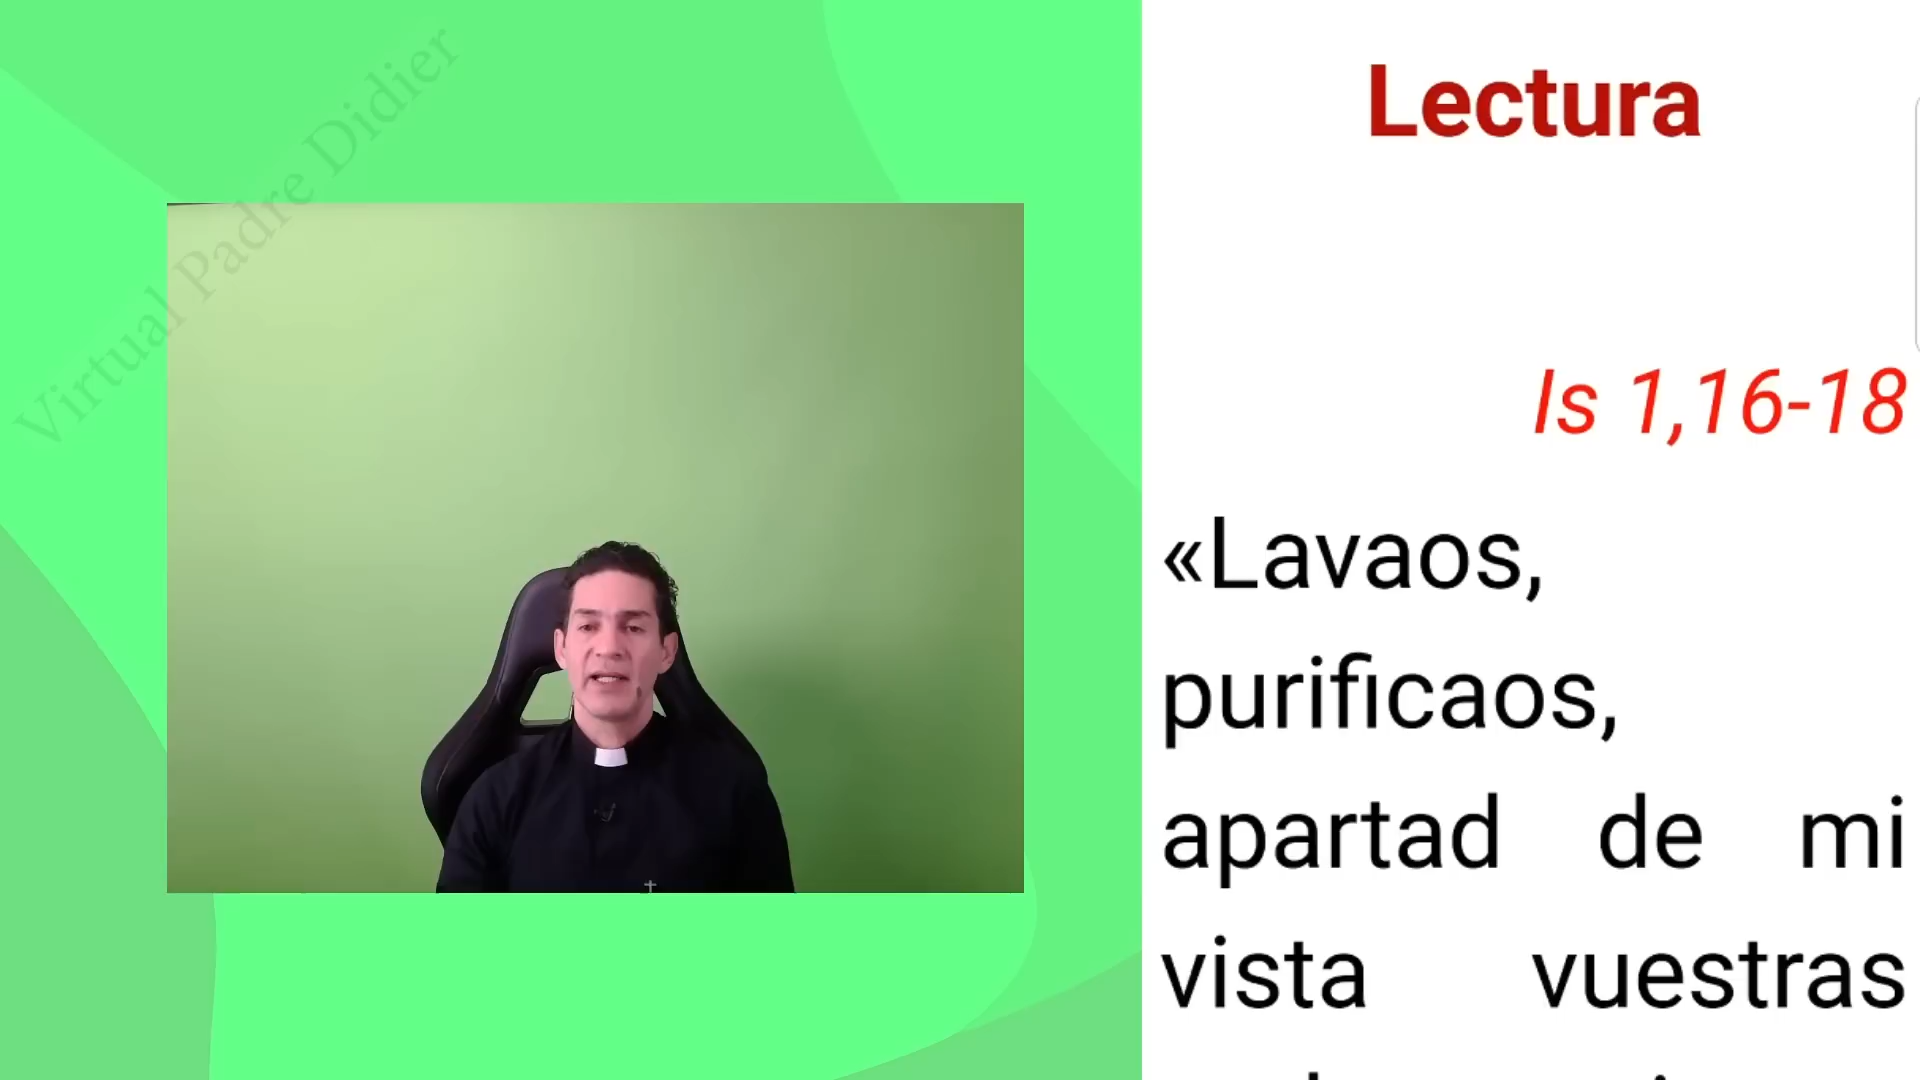 Virtual Padre Didier
Lectura
Is 1,16-18
«Lavaos,
purificaos,
apartad de mi
vista vuestras